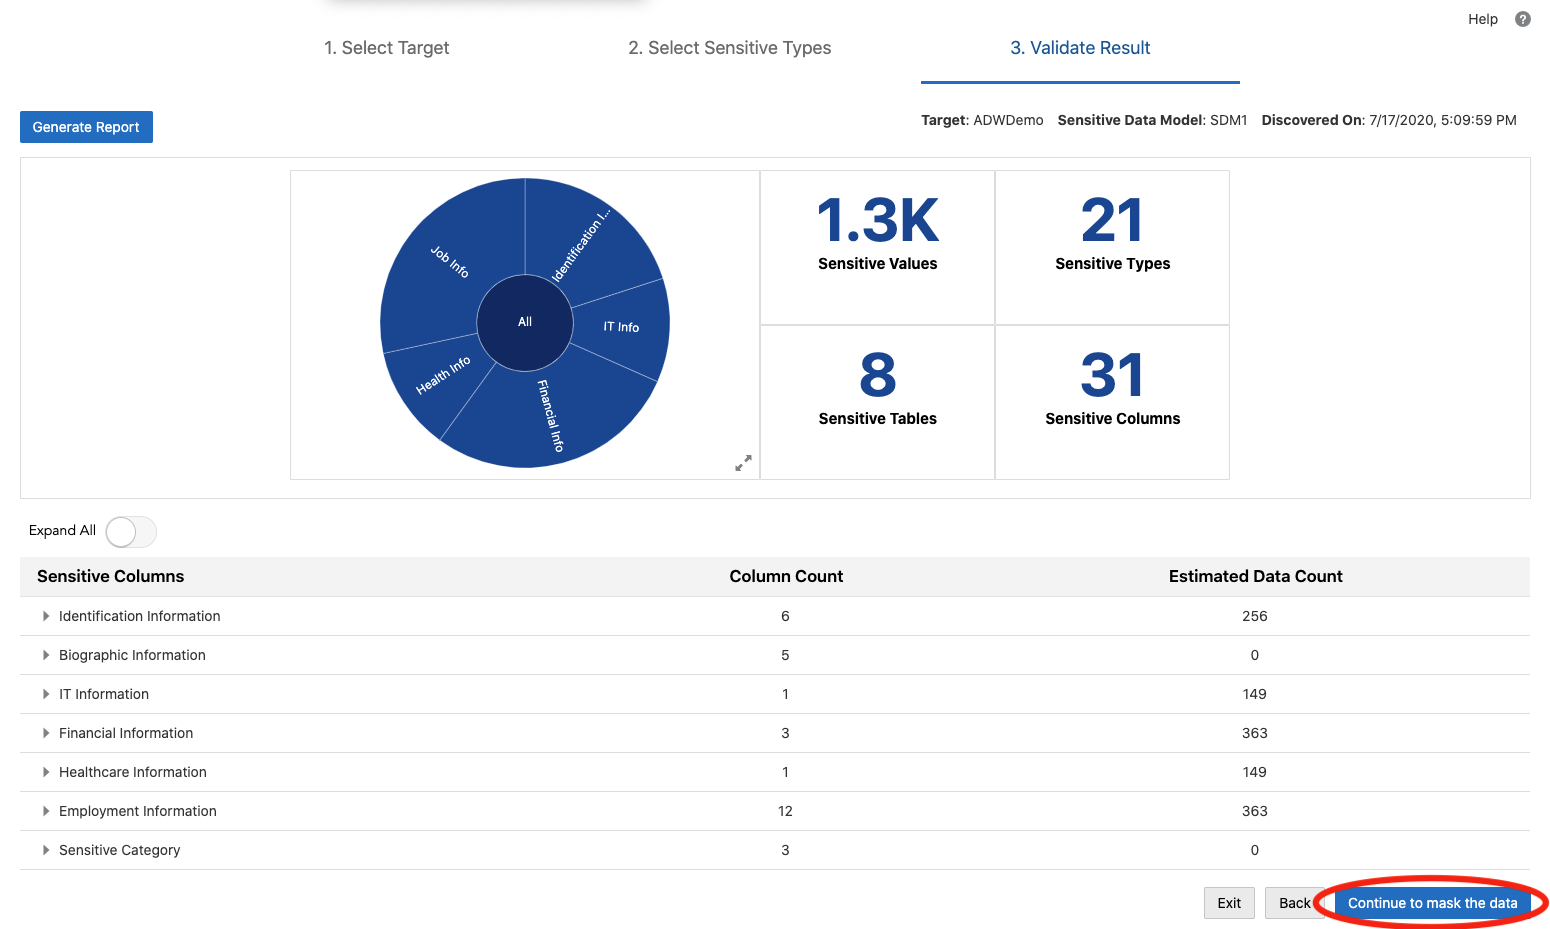 Help ?
1. Select Target
2. Select Sensitive Types
3. Validate Result
Generate Report
Target: ADWDemo Sensitive Data Model: SDM1 Discovered On: 7/17/2020, 5:09:59 PM
Identification I...
IT Info
Financial Info
Health Info
Job Info
All
1.3K
Sensitive Values
21
Sensitive Types
8
Sensitive Tables
31
Sensitive Columns
Expand All
Sensitive Columns Column Count Estimated Data Count
Identification Information 6 256
Biographic Information 5 0
IT Information 1 149
Financial Information 3 363
Healthcare Information 1 149
Employment Information 12 363
Sensitive Category 3 0
Exit
Back
Continue to mask the data